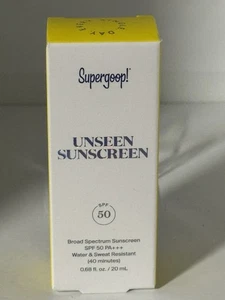 Supergoop!
UNSEEN
SUNSCREEN
SPF
50
Broad Spectrum Sunscreen
SPF 50 PA+++
Water & Sweat Resistant
(40 minutes)
0.68 fl. oz. / 20 mL